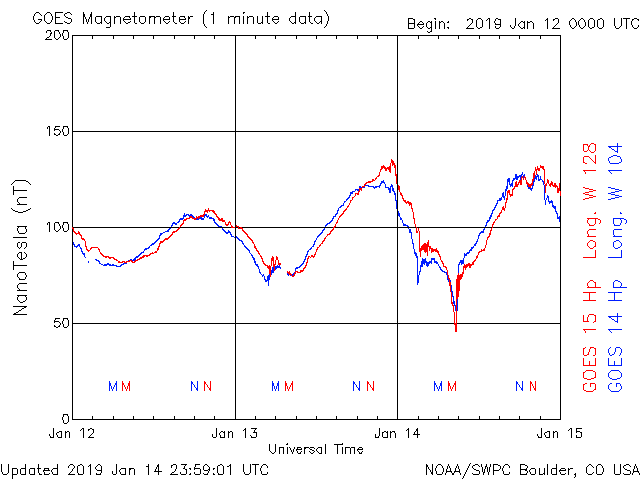 GOES Magnetometer (1 minute data)
Begin: 2019 Jan 12 0000 UTC
200
150
100
50
0
NanoTesla (nT)
M M N N M M N N M M N N
Jan 12 Jan 13 Jan 14 Jan 15
Universal Time
GOES 15 Hp Long. W 128
GOES 14 Hp Long. W 104
Updated 2019 Jan 14 23:59:01 UTC
NOAA/SWPC Boulder, CO USA